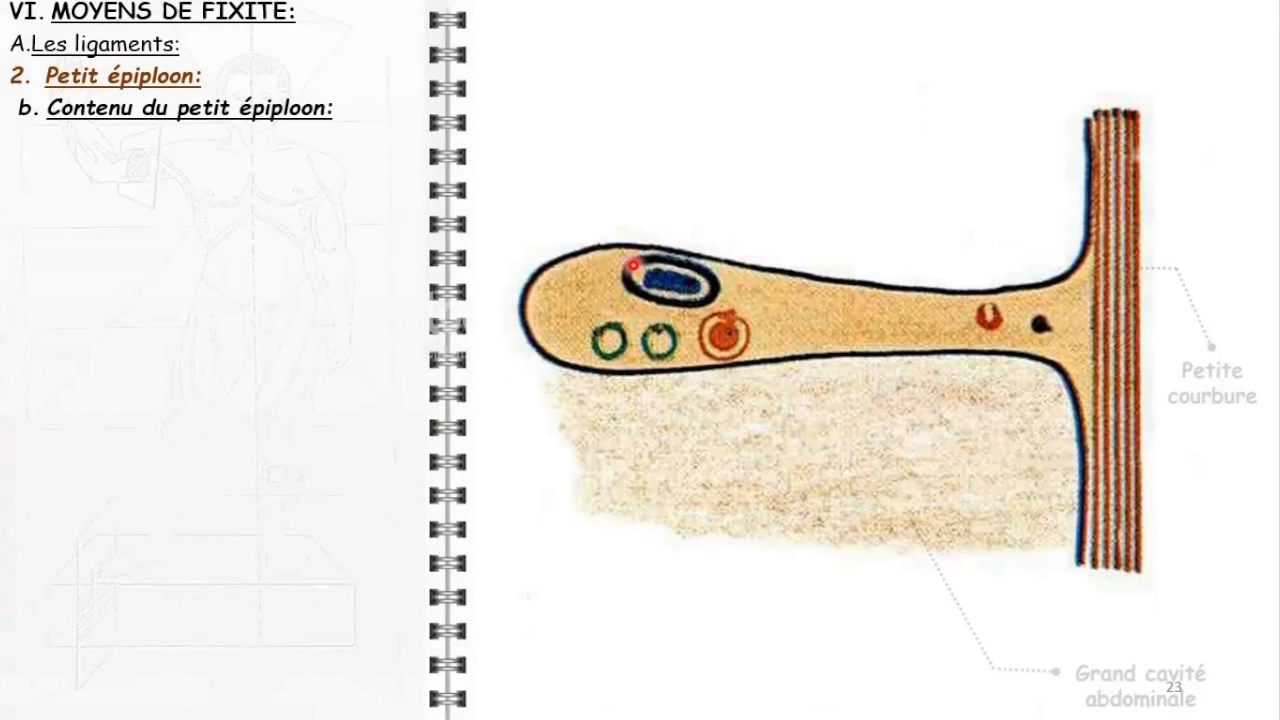 VI. MOYENS DE FIXITE:
A.Les ligaments:
2. Petit épiploon:
b. Contenu du petit épiploon:
Petite
courbure
Grand cavité
abdominale
23